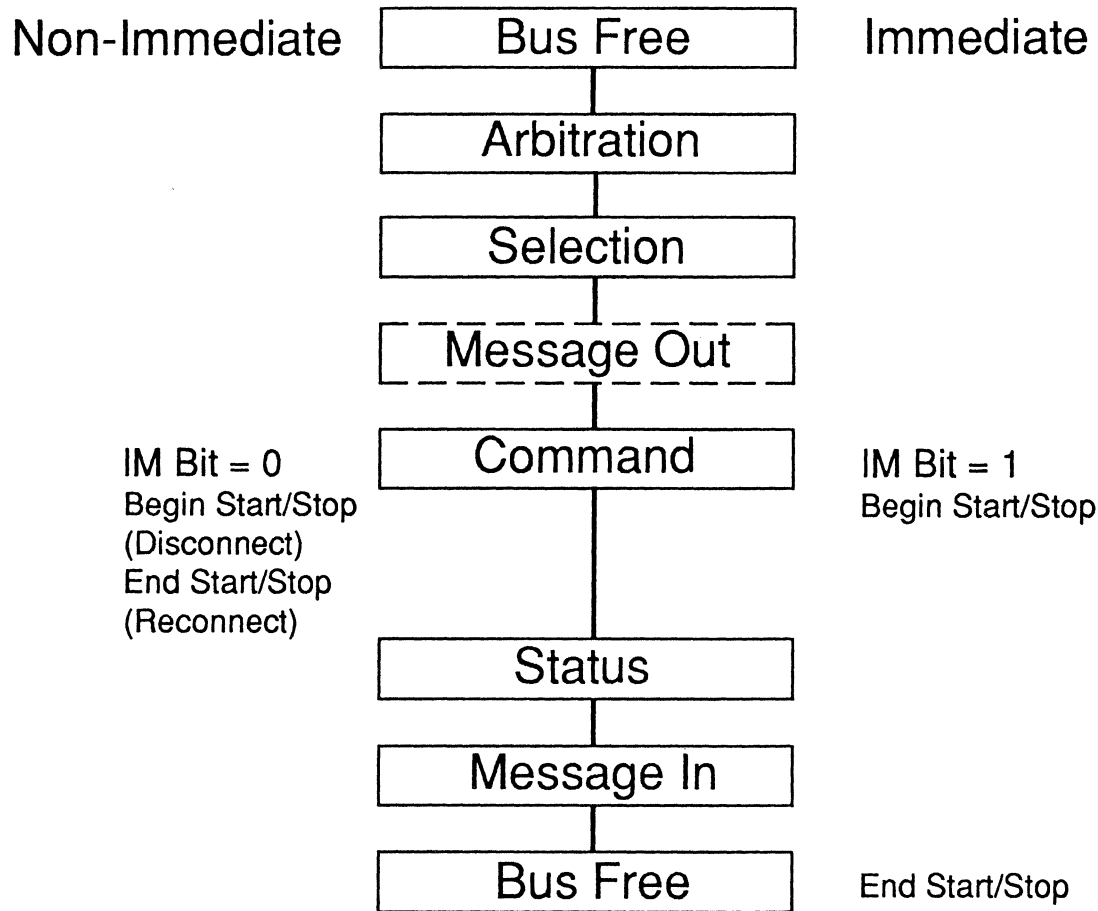 Non-Immediate
Bus Free
Immediate
Arbitration
Selection
Message Out
Command
IM Bit = 0
Begin Start/Stop
(Disconnect)
End Start/Stop
(Reconnect)
IM Bit = 1
Begin Start/Stop
Status
Message In
Bus Free
End Start/Stop